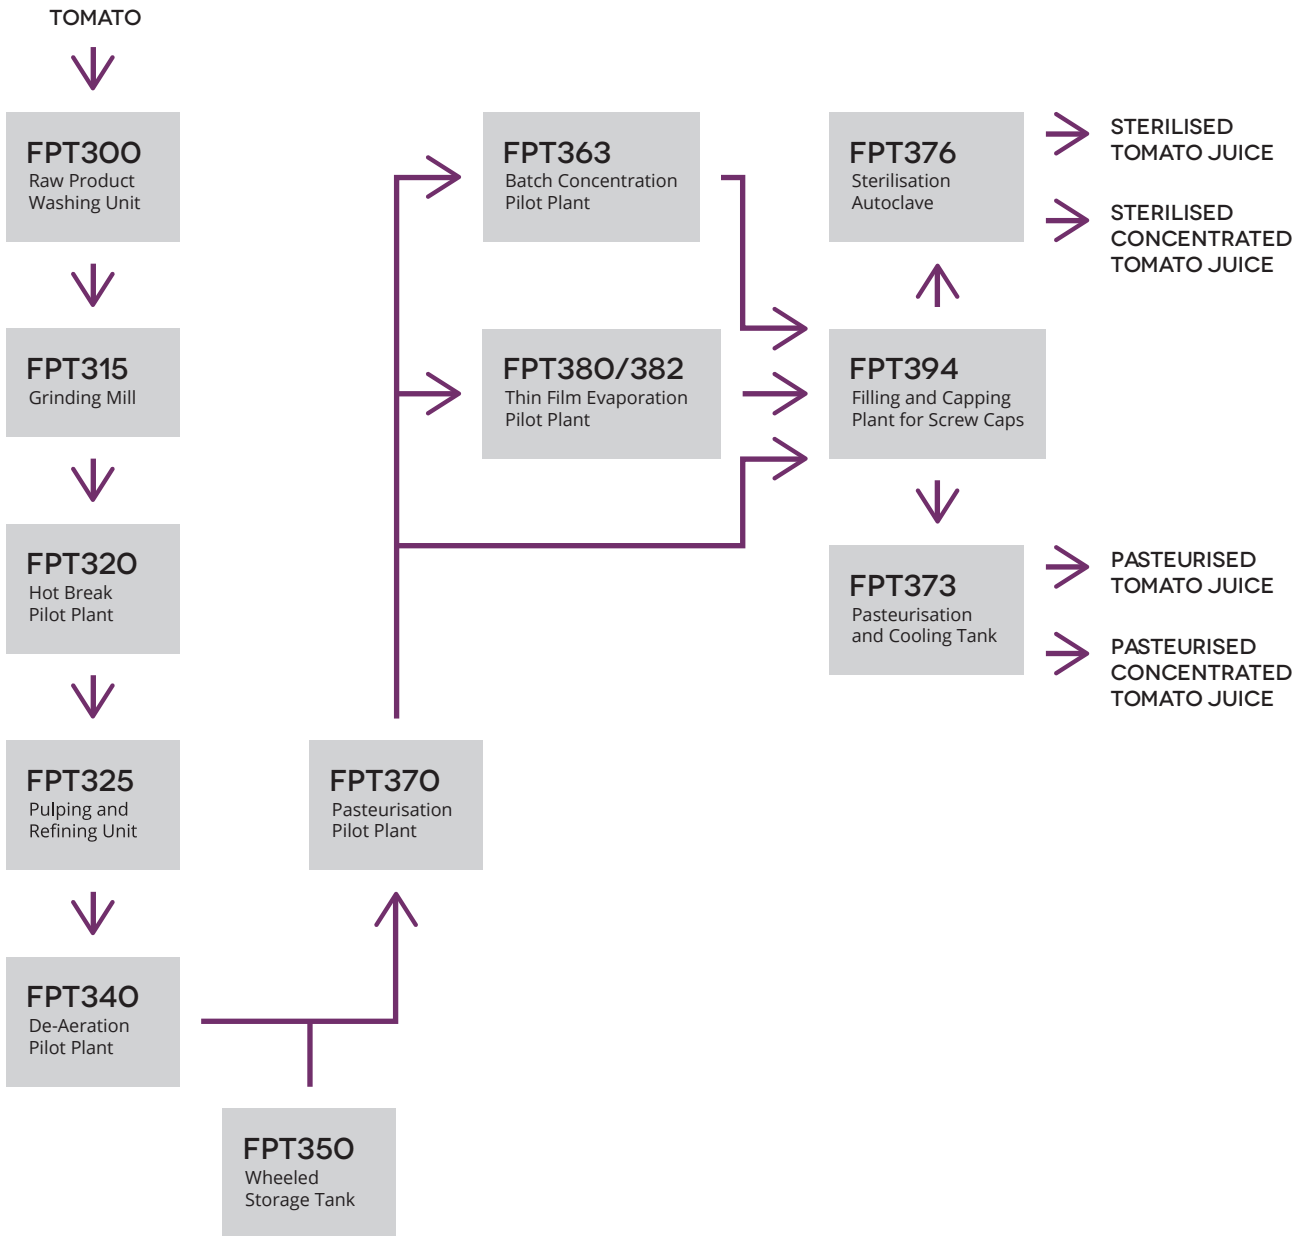 TOMATO
FPT300
Raw Product
Washing Unit
FPT315
Grinding Mill
FPT320
Hot Break
Pilot Plant
FPT325
Pulping and
Refining Unit
FPT340
De-Aeration
Pilot Plant
FPT350
Wheeled
Storage Tank
FPT370
Pasteurisation
Pilot Plant
FPT363
Batch Concentration
Pilot Plant
FPT380/382
Thin Film Evaporation
Pilot Plant
FPT394
Filling and Capping
Plant for Screw Caps
FPT376
Sterilisation
Autoclave
STERILISED
TOMATO JUICE
STERILISED
CONCENTRATED
TOMATO JUICE
FPT373
Pasteurisation
and Cooling Tank
PASTEURISED
TOMATO JUICE
PASTEURISED
CONCENTRATED
TOMATO JUICE